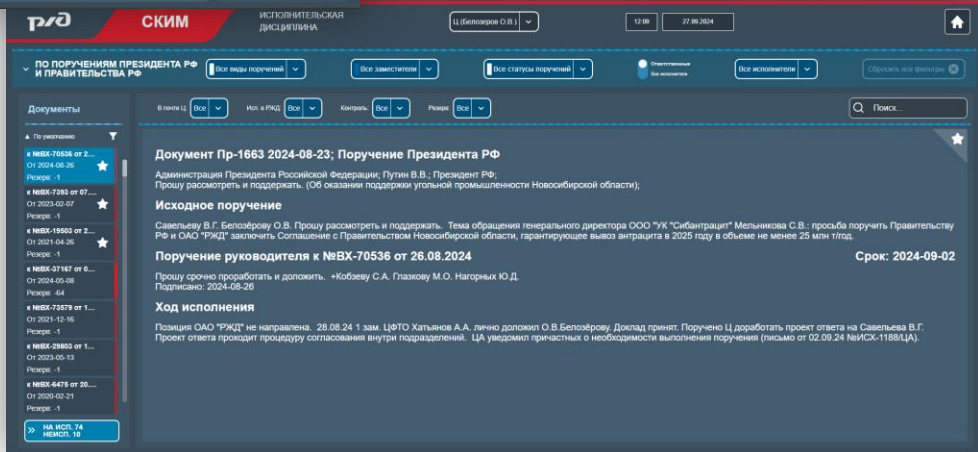 ржд
СКИМ
ИСПОЛНИТЕЛЬСКАЯ
ДИСЦИПЛИНА
Ц (Белозеров О.В.)
12:09
27.09.2024
ПО ПОРУЧЕНИЯМ ПРЕЗИДЕНТА РФ
И ПРАВИТЕЛЬСТВА РФ
Все виды поручений
Все заместители
Все статусы поручений
Ответственные
Все исполнители
Все исполнители
Сбросить все фильтры
Документы
В почте Ц: Все
Исп. в РЖД: Все
Контроль: Все
Резерв: Все
Поиск...
По умолчанию
к №ВХ-70536 от 2...
От 2024-08-26
Резерв: -1
к №ВХ-7393 от 07....
От 2023-02-07
Резерв: -1
к №ВХ-19503 от 2...
От 2021-04-26
Резерв: -1
к №ВХ-37167 от 0...
От 2024-05-08
Резерв: -64
к №ВХ-73579 от 1...
От 2021-12-16
Резерв: -1
к №ВХ-29803 от 1...
От 2023-05-13
Резерв: -1
к №ВХ-6475 от 20....
От 2020-02-21
Резерв: -1
НА ИСП. 74
НЕИСП. 10
Документ Пр-1663 2024-08-23; Поручение Президента РФ
Администрация Президента Российской Федерации; Путин В.В.; Президент РФ;
Прошу рассмотреть и поддержать. (Об оказании поддержки угольной промышленности Новосибирской области);
Исходное поручение
Савельеву В.Г. Белозёрову О.В. Прошу рассмотреть и поддержать. Тема обращения генерального директора ООО "УК "Сибантрацит" Мельникова С.В.: просьба поручить Правительству
РФ и ОАО "РЖД" заключить Соглашение с Правительством Новосибирской области, гарантирующее вывоз антрацита в 2025 году в объеме не менее 25 млн т/год.
Поручение руководителя к №ВХ-70536 от 26.08.2024
Срок: 2024-09-02
Прошу срочно проработать и доложить. +Кобзеву С.А. Глазкову М.О. Нагорных Ю.Д.
Подписано: 2024-08-26
Ход исполнения
Позиция ОАО "РЖД" не направлена. 28.08.24 1 зам. ЦФТО Хатьянов А.А. лично доложил О.В.Белозёрову. Доклад принят. Поручено Ц доработать проект ответа на Савельева В.Г.
Проект ответа проходит процедуру согласования внутри подразделений. ЦА уведомил причастных о необходимости выполнения поручения (письмо от 02.09.24 №ИСХ-1188/ЦА).